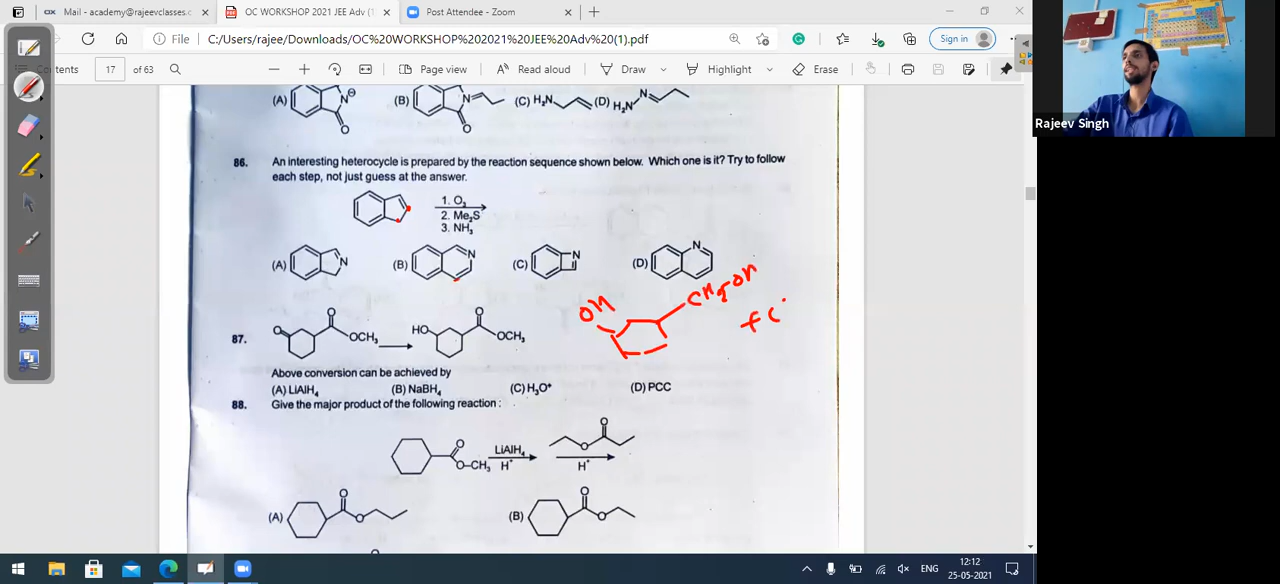 Mail - academy@rajeevclasses.c
OC WORKSHOP 2021 JEE Adv (1
Post Attendee - Zoom
File C:/Users/rajee/Downloads/OC%20WORKSHOP%202021%20JEE%20Adv%20(1).pdf
Sign in
Contents 17 of 63 Page view Read aloud Draw Highlight Erase
Rajeev Singh
(A) N⊖ O
(B) N O
(C) H₂N
(D) H₂N N
86. An interesting heterocycle is prepared by the reaction sequence shown below. Which one is it? Try to follow
each step, not just guess at the answer.
1. O₃
2. Me₂S
3. NH₃
(A) N
(B) N
(C) N
(D) N
OH CH₂OH
+ C
87. O O OCH₃ HO O OCH₃
Above conversion can be achieved by
(A) LiAlH₄ (B) NaBH₄ (C) H₃O⁺ (D) PCC
88. Give the major product of the following reaction :
O O–CH₃ LiAlH₄ H⁺ O O H⁺
(A) O O
(B) O O
O
ENG
12:12
25-05-2021